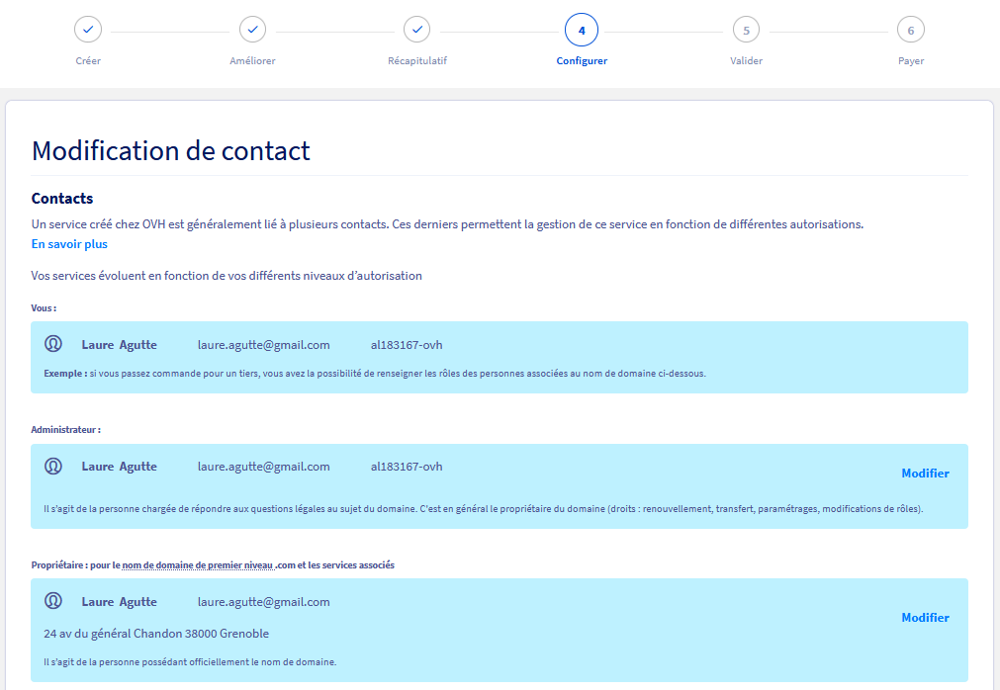 4
5
6
Créer
Améliorer
Récapitulatif
Configurer
Valider
Payer
Modification de contact
Contacts
Un service créé chez OVH est généralement lié à plusieurs contacts. Ces derniers permettent la gestion de ce service en fonction de différentes autorisations.
En savoir plus
Vos services évoluent en fonction de vos différents niveaux d'autorisation
Vous :
Laure Agutte laure.agutte@gmail.com al183167-ovh
Exemple : si vous passez commande pour un tiers, vous avez la possibilité de renseigner les rôles des personnes associées au nom de domaine ci-dessous.
Administrateur :
Laure Agutte laure.agutte@gmail.com al183167-ovh
Modifier
Il s'agit de la personne chargée de répondre aux questions légales au sujet du domaine. C'est en général le propriétaire du domaine (droits : renouvellement, transfert, paramétrages, modifications de rôles).
Propriétaire : pour le nom de domaine de premier niveau .com et les services associés
Laure Agutte laure.agutte@gmail.com
Modifier
24 av du général Chandon 38000 Grenoble
Il s'agit de la personne possédant officiellement le nom de domaine.